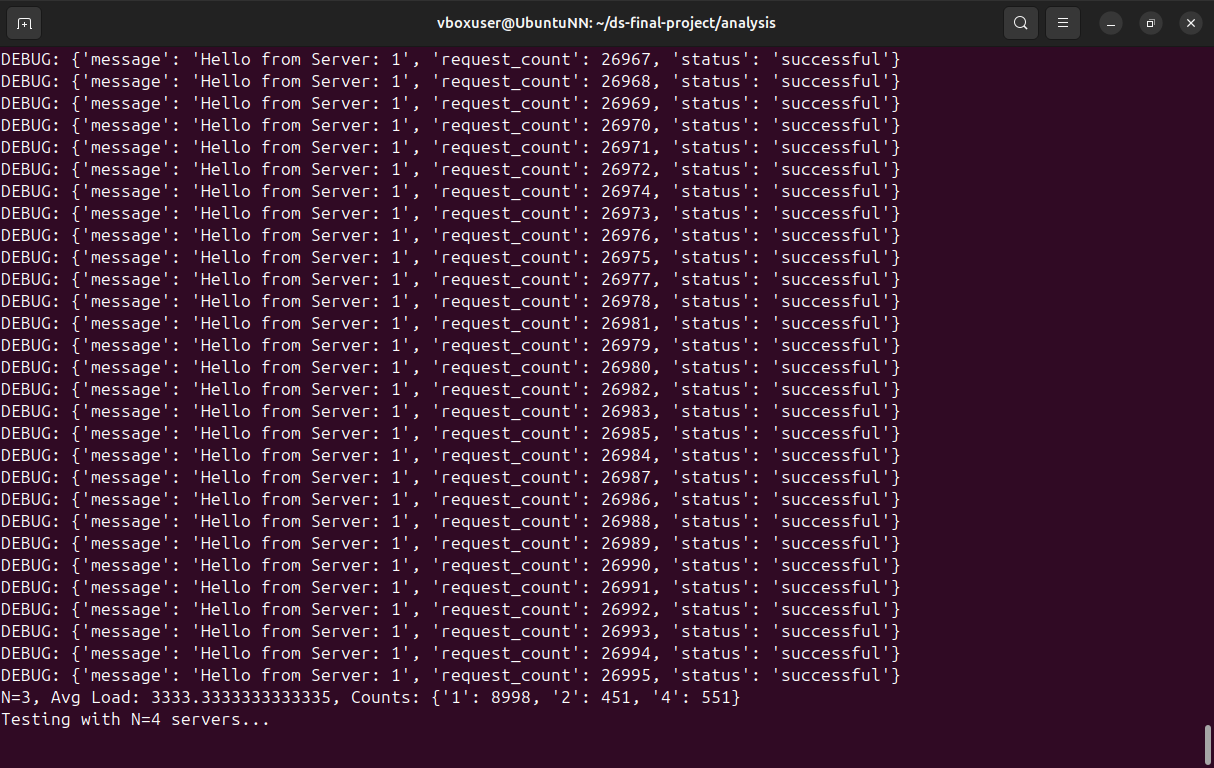 vboxuser@UbuntuNN: ~/ds-final-project/analysis
DEBUG: {'message': 'Hello from Server: 1', 'request_count': 26967, 'status': 'successful'}
DEBUG: {'message': 'Hello from Server: 1', 'request_count': 26968, 'status': 'successful'}
DEBUG: {'message': 'Hello from Server: 1', 'request_count': 26969, 'status': 'successful'}
DEBUG: {'message': 'Hello from Server: 1', 'request_count': 26970, 'status': 'successful'}
DEBUG: {'message': 'Hello from Server: 1', 'request_count': 26971, 'status': 'successful'}
DEBUG: {'message': 'Hello from Server: 1', 'request_count': 26972, 'status': 'successful'}
DEBUG: {'message': 'Hello from Server: 1', 'request_count': 26974, 'status': 'successful'}
DEBUG: {'message': 'Hello from Server: 1', 'request_count': 26973, 'status': 'successful'}
DEBUG: {'message': 'Hello from Server: 1', 'request_count': 26976, 'status': 'successful'}
DEBUG: {'message': 'Hello from Server: 1', 'request_count': 26975, 'status': 'successful'}
DEBUG: {'message': 'Hello from Server: 1', 'request_count': 26977, 'status': 'successful'}
DEBUG: {'message': 'Hello from Server: 1', 'request_count': 26978, 'status': 'successful'}
DEBUG: {'message': 'Hello from Server: 1', 'request_count': 26981, 'status': 'successful'}
DEBUG: {'message': 'Hello from Server: 1', 'request_count': 26979, 'status': 'successful'}
DEBUG: {'message': 'Hello from Server: 1', 'request_count': 26980, 'status': 'successful'}
DEBUG: {'message': 'Hello from Server: 1', 'request_count': 26982, 'status': 'successful'}
DEBUG: {'message': 'Hello from Server: 1', 'request_count': 26983, 'status': 'successful'}
DEBUG: {'message': 'Hello from Server: 1', 'request_count': 26985, 'status': 'successful'}
DEBUG: {'message': 'Hello from Server: 1', 'request_count': 26984, 'status': 'successful'}
DEBUG: {'message': 'Hello from Server: 1', 'request_count': 26987, 'status': 'successful'}
DEBUG: {'message': 'Hello from Server: 1', 'request_count': 26986, 'status': 'successful'}
DEBUG: {'message': 'Hello from Server: 1', 'request_count': 26988, 'status': 'successful'}
DEBUG: {'message': 'Hello from Server: 1', 'request_count': 26989, 'status': 'successful'}
DEBUG: {'message': 'Hello from Server: 1', 'request_count': 26990, 'status': 'successful'}
DEBUG: {'message': 'Hello from Server: 1', 'request_count': 26991, 'status': 'successful'}
DEBUG: {'message': 'Hello from Server: 1', 'request_count': 26992, 'status': 'successful'}
DEBUG: {'message': 'Hello from Server: 1', 'request_count': 26993, 'status': 'successful'}
DEBUG: {'message': 'Hello from Server: 1', 'request_count': 26994, 'status': 'successful'}
DEBUG: {'message': 'Hello from Server: 1', 'request_count': 26995, 'status': 'successful'}
N=3, Avg Load: 3333.3333333333335, Counts: {'1': 8998, '2': 451, '4': 551}
Testing with N=4 servers...